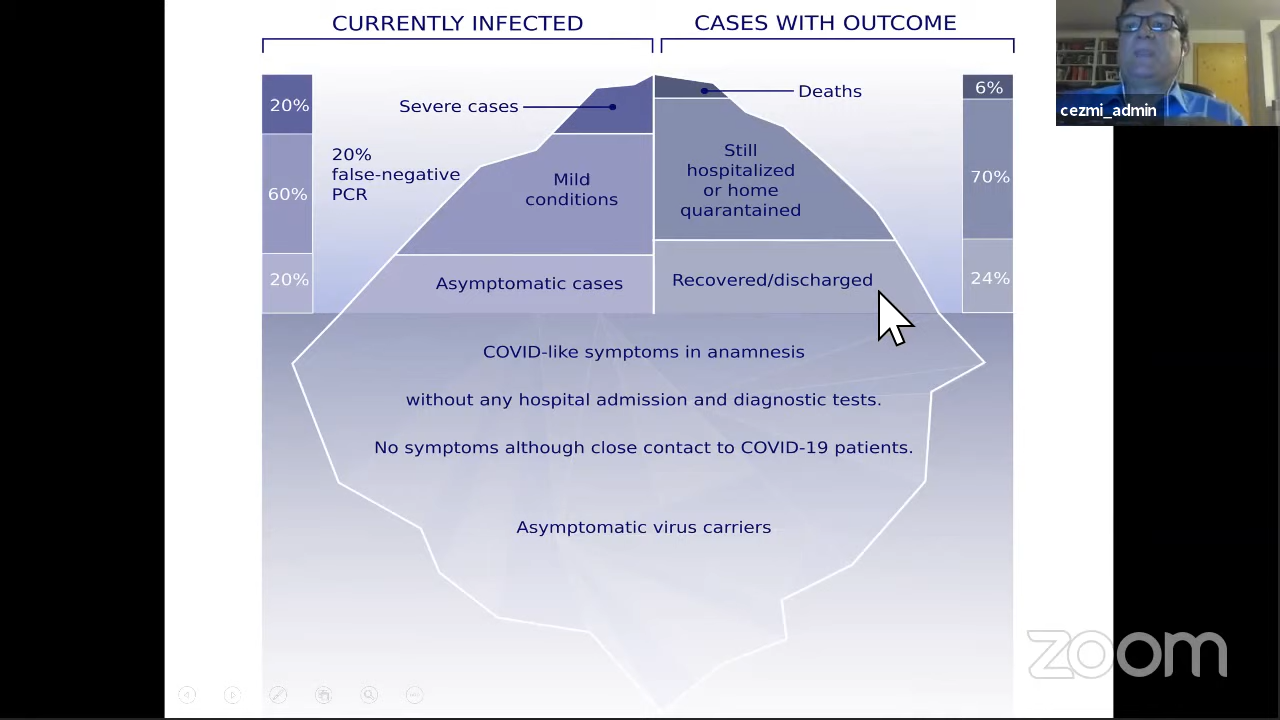 CURRENTLY INFECTED
CASES WITH OUTCOME
20%
60%
20%
Severe cases
20%
false-negative
PCR
Mild
conditions
Asymptomatic cases
Deaths
Still
hospitalized
or home
quarantained
Recovered/discharged
6%
70%
24%
COVID-like symptoms in anamnesis
without any hospital admission and diagnostic tests.
No symptoms although close contact to COVID-19 patients.
Asymptomatic virus carriers
cezmi_admin
zoom